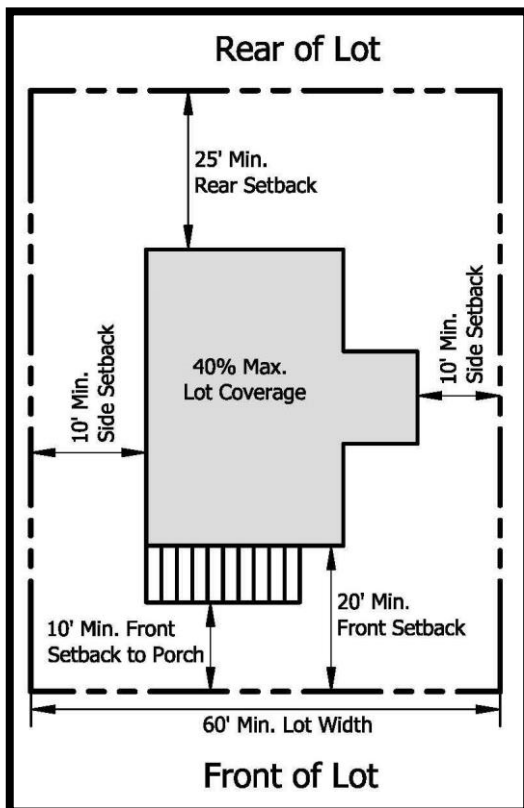 Rear of Lot
25' Min.
Rear Setback
40% Max.
Lot Coverage
10' Min.
Side Setback
10' Min.
Side Setback
10' Min. Front
Setback to Porch
20' Min.
Front Setback
60' Min. Lot Width
Front of Lot